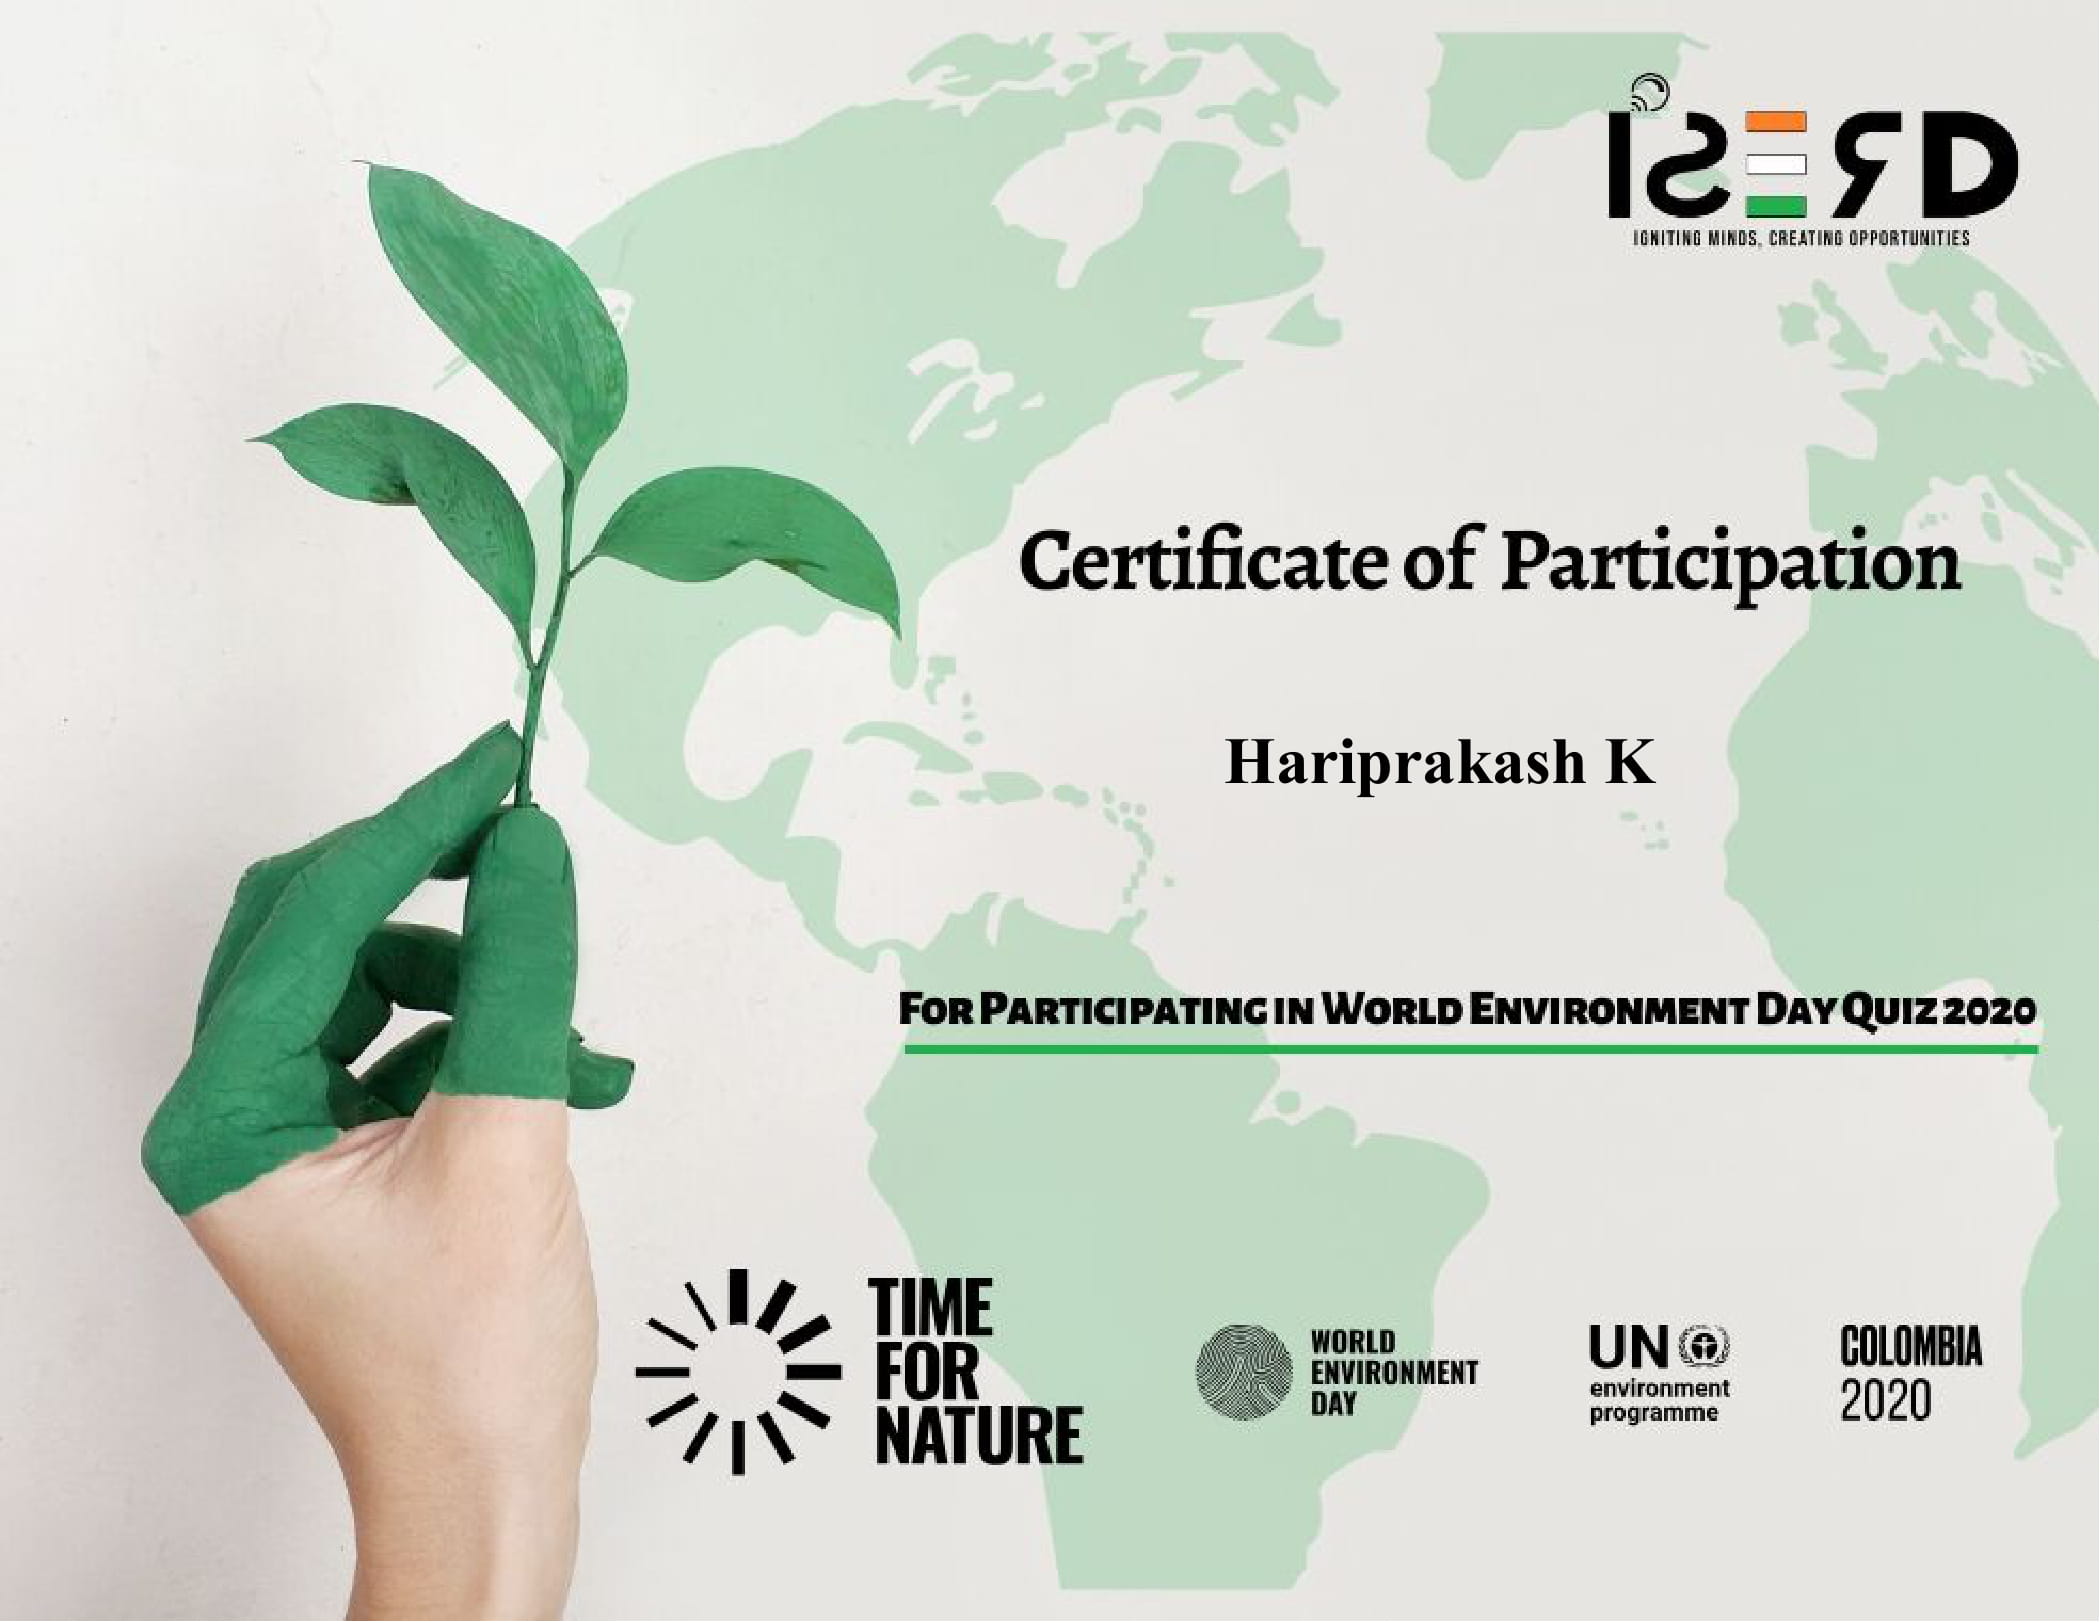 ISERD
IGNITING MINDS, CREATING OPPORTUNITIES
Certificate of Participation
Hariprakash K
FOR PARTICIPATING IN WORLD ENVIRONMENT DAY QUIZ 2020
TIME
FOR
NATURE
WORLD
ENVIRONMENT
DAY
UN
environment
programme
COLOMBIA
2020